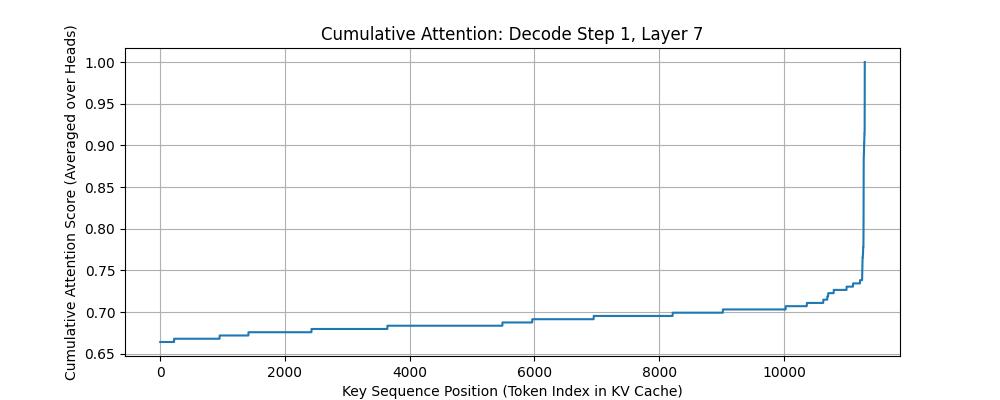 Cumulative Attention: Decode Step 1, Layer 7
Cumulative Attention Score (Averaged over Heads)
1.00
0.95
0.90
0.85
0.80
0.75
0.70
0.65
0 2000 4000 6000 8000 10000
Key Sequence Position (Token Index in KV Cache)